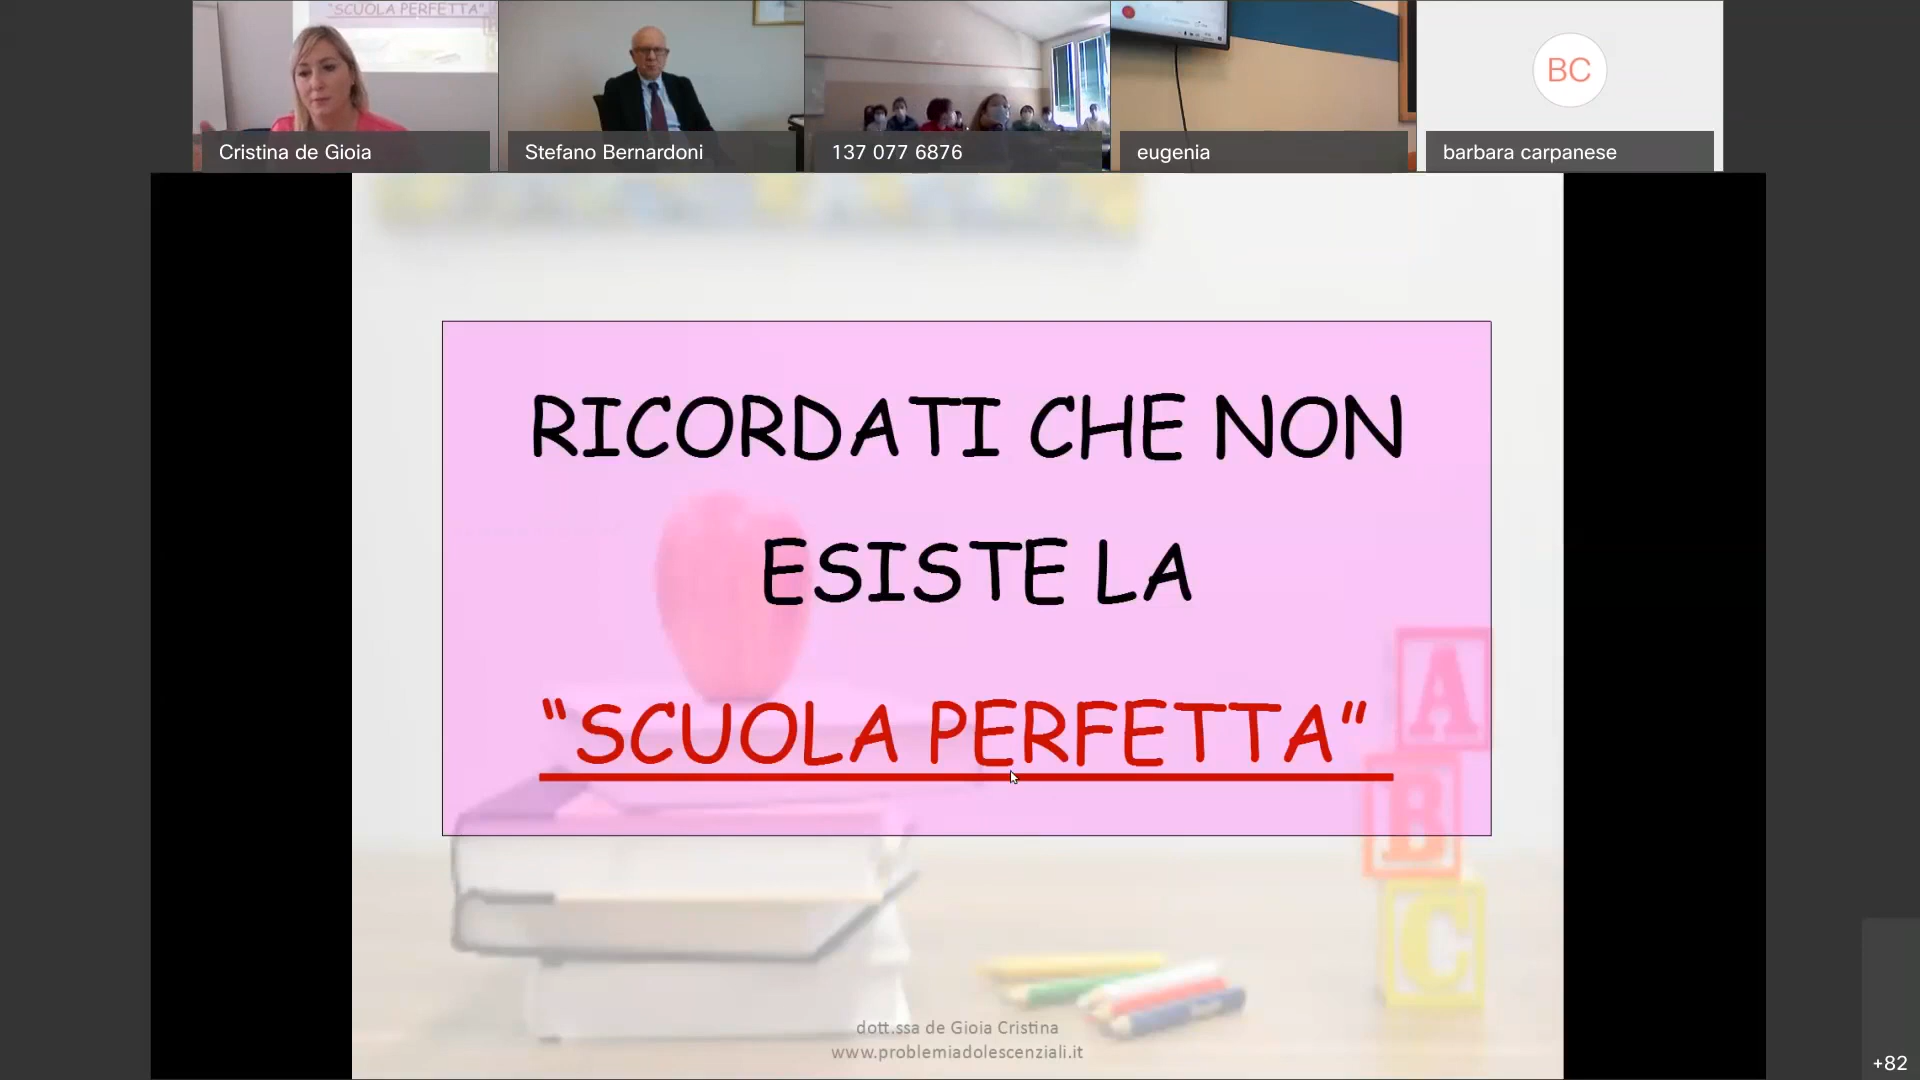 "SCUOLA PERFETTA"
Cristina de Gioia
Stefano Bernardoni
137 077 6876
eugenia
BC
barbara carpanese
RICORDATI CHE NON
ESISTE LA
"SCUOLA PERFETTA"
A
B
C
dott.ssa de Gioia Cristina
www.problemiadolescenziali.it
+82